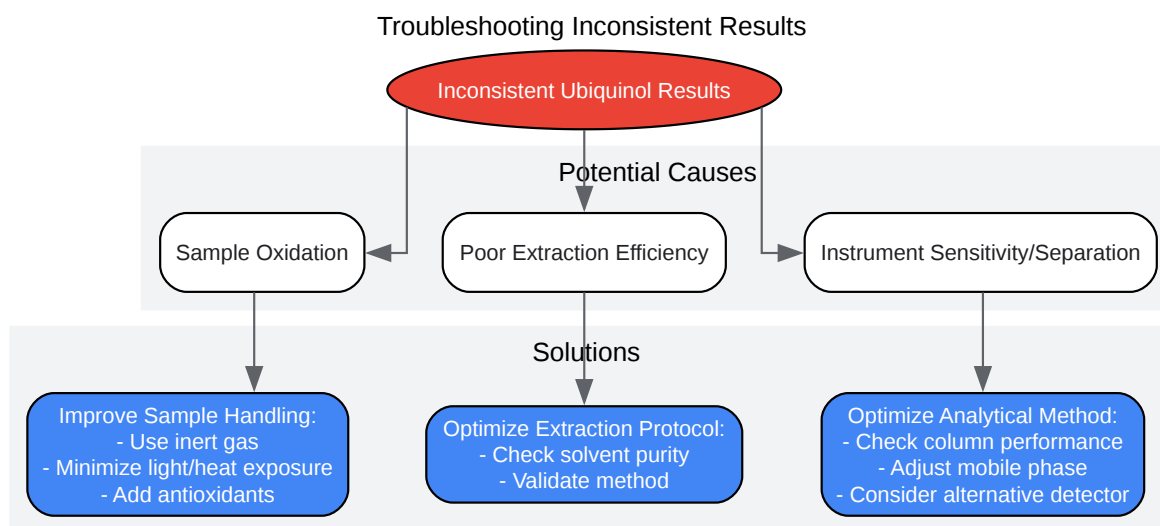 Troubleshooting Inconsistent Results
Inconsistent Ubiquinol Results
Potential Causes
Sample Oxidation
Poor Extraction Efficiency
Instrument Sensitivity/Separation
Solutions
Improve Sample Handling:
- Use inert gas
- Minimize light/heat exposure
- Add antioxidants
Optimize Extraction Protocol:
- Check solvent purity
- Validate method
Optimize Analytical Method:
- Check column performance
- Adjust mobile phase
- Consider alternative detector